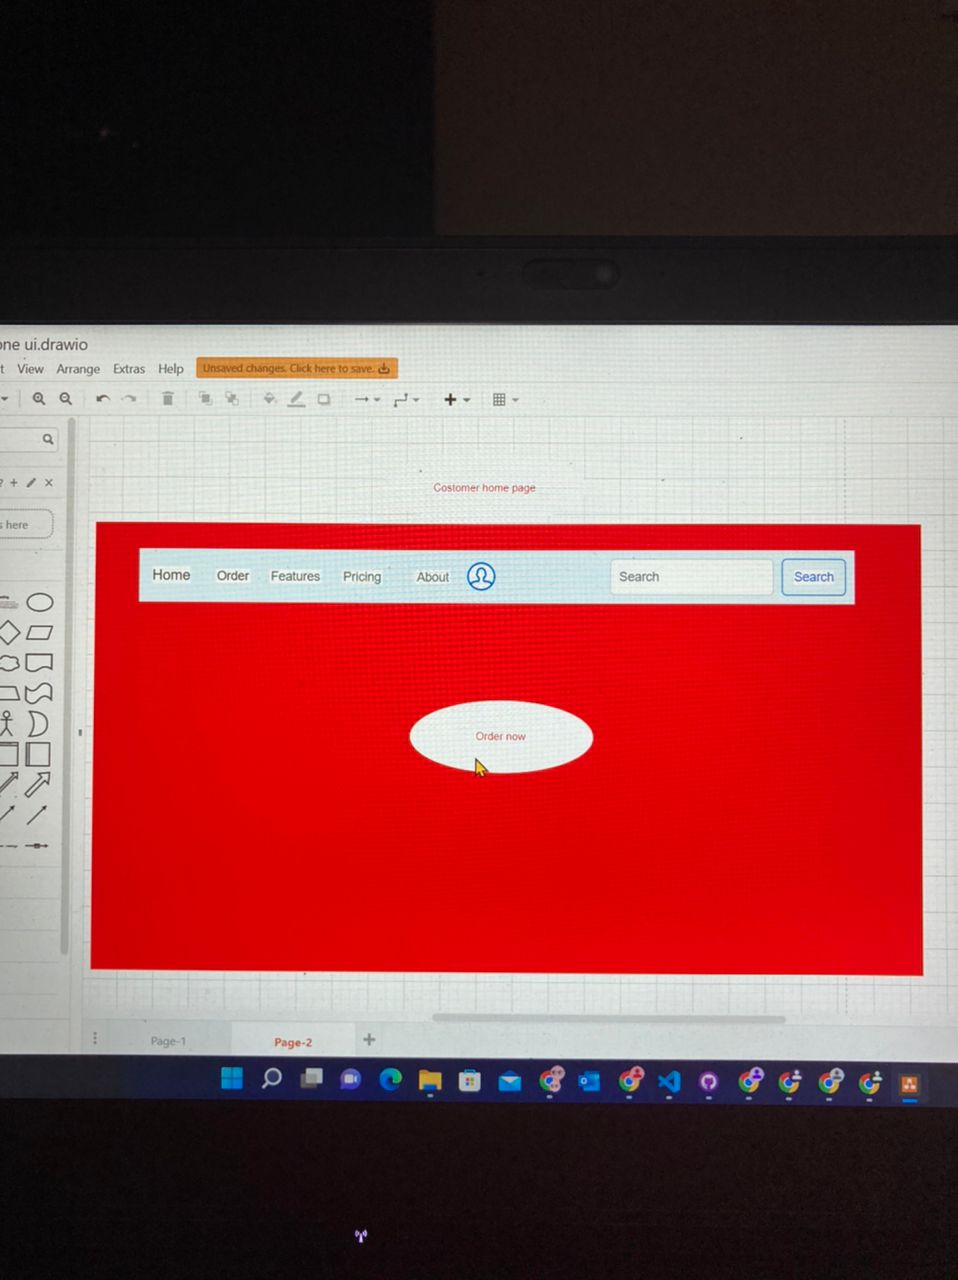 one ui.drawio
t View Arrange Extras Help Unsaved changes. Click here to save.
s here
Costomer home page
Home Order Features Pricing About Search Search
Order now
Page-1 Page-2